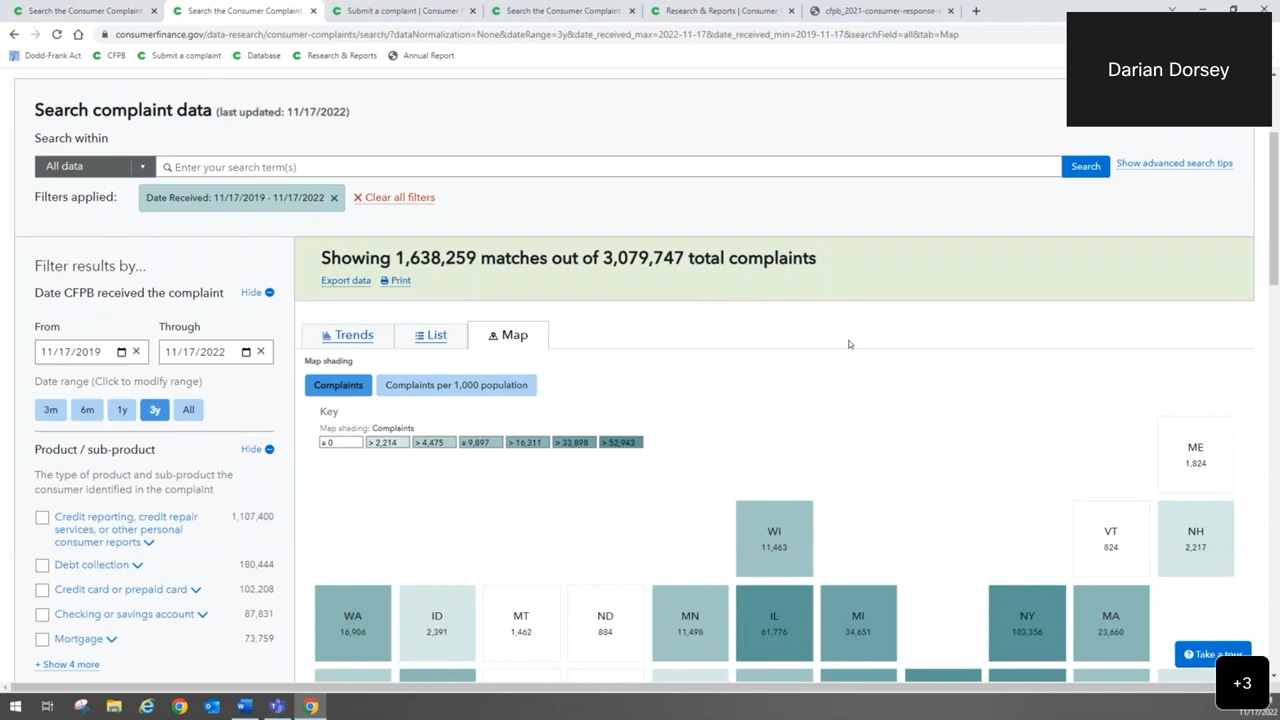 Search the Consumer Complaint
Search the Consumer Complaint
Submit a complaint | Consumer F
Search the Consumer Complaint
Research & Reports | Consumer
cfpb_2021-consumer-response-a
consumerfinance.gov/data-research/consumer-complaints/search/?dataNormalization=None&dateRange=3y&date_received_max=2022-11-17&date_received_min=2019-11-17&searchField=all&tab=Map
Dodd-Frank Act
CFPB
Submit a complaint
Database
Research & Reports
Annual Report
Darian Dorsey
Search complaint data (last updated: 11/17/2022)
Search within
All data
Enter your search term(s)
Search
Show advanced search tips
Filters applied:
Date Received: 11/17/2019 - 11/17/2022
Clear all filters
Filter results by...
Date CFPB received the complaint
Hide
From
Through
11/17/2019
11/17/2022
Date range (Click to modify range)
3m
6m
1y
3y
All
Product / sub-product
Hide
The type of product and sub-product the
consumer identified in the complaint
Credit reporting, credit repair
services, or other personal
consumer reports
1,107,400
Debt collection
180,444
Credit card or prepaid card
102,208
Checking or savings account
87,831
Mortgage
73,759
+ Show 4 more
Showing 1,638,259 matches out of 3,079,747 total complaints
Export data
Print
Trends
List
Map
Map shading
Complaints
Complaints per 1,000 population
Key
Map shading: Complaints
≥ 0
> 2,214
> 4,475
≥ 9,897
> 16,311
> 33,898
> 52,943
ME
1,824
WI
11,463
VT
824
NH
2,217
WA
16,906
ID
2,391
MT
1,462
ND
884
MN
11,498
IL
61,776
MI
34,651
NY
103,356
MA
23,660
Take a tour
+3
11/17/2022